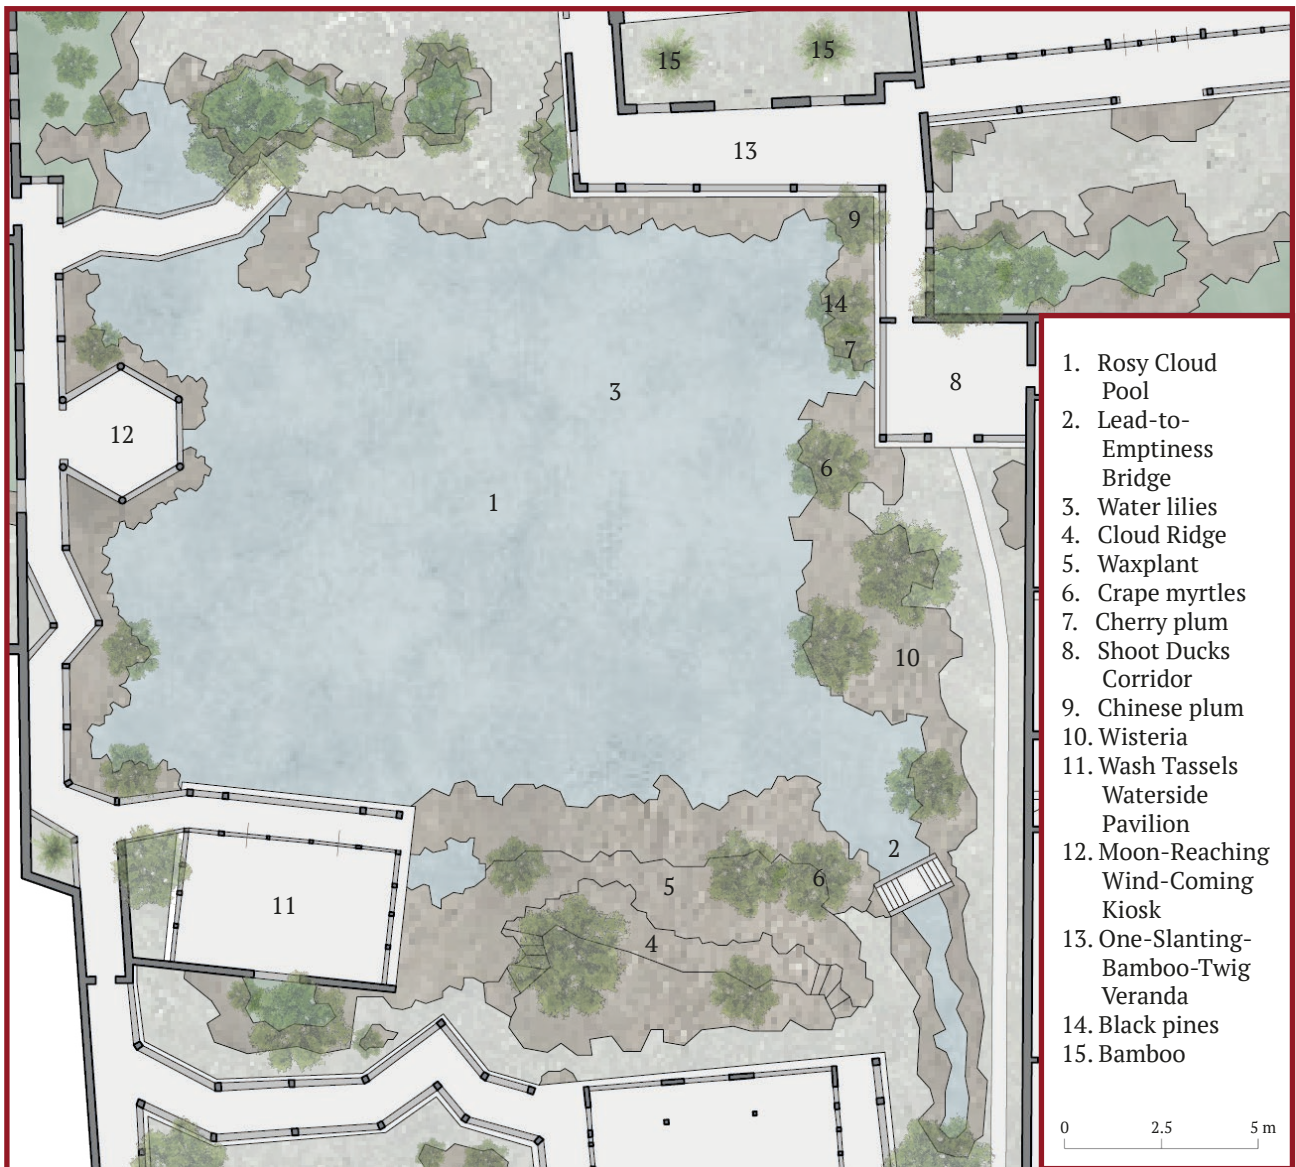 15
15
13
9
14
7
3
8
12
6
1
10
2
5
6
11
4
1. Rosy Cloud
Pool
2. Lead-to-
Emptiness
Bridge
3. Water lilies
4. Cloud Ridge
5. Waxplant
6. Crape myrtles
7. Cherry plum
8. Shoot Ducks
Corridor
9. Chinese plum
10. Wisteria
11. Wash Tassels
Waterside
Pavilion
12. Moon-Reaching
Wind-Coming
Kiosk
13. One-Slanting-
Bamboo-Twig
Veranda
14. Black pines
15. Bamboo
0 2.5 5 m